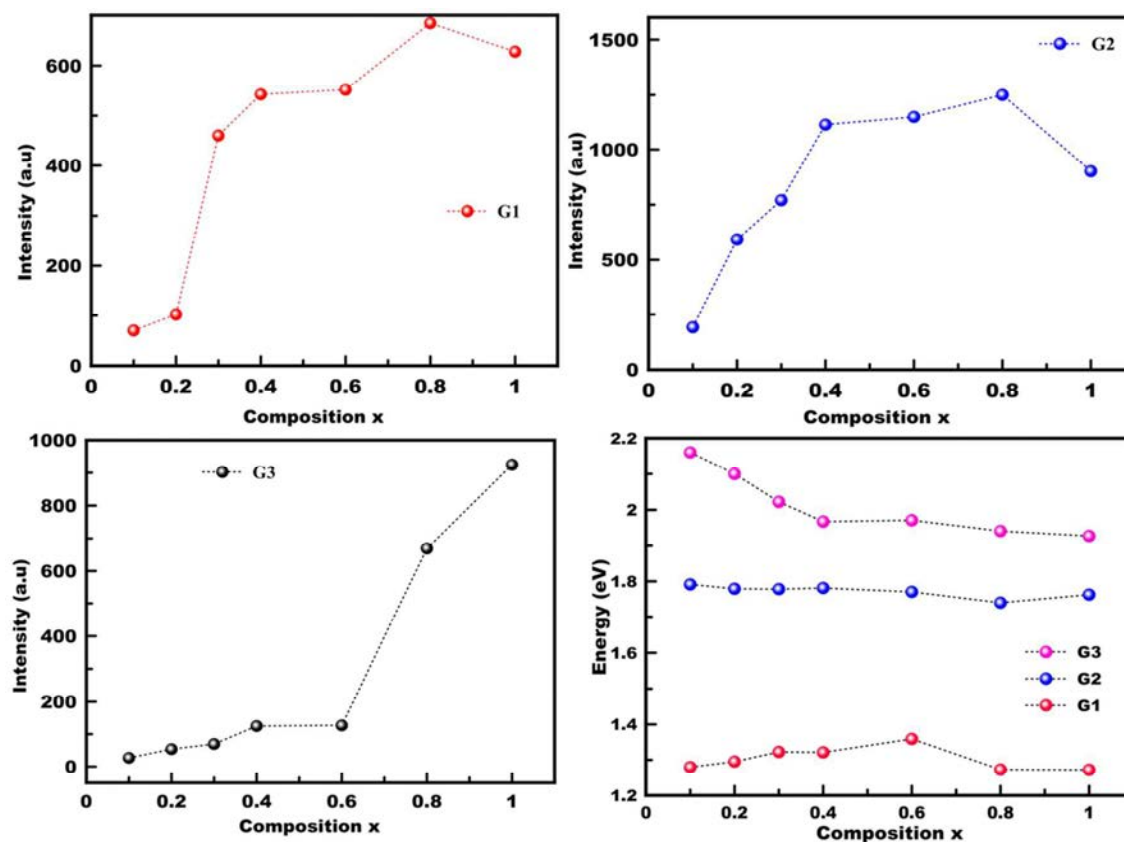 Intensity (a.u)
600
400
200
0
G1
0 0.2 0.4 0.6 0.8 1
Composition x
Intensity (a.u)
1500
1000
500
0
G2
0 0.2 0.4 0.6 0.8 1
Composition x
Intensity (a.u)
1000
800
600
400
200
0
G3
0 0.2 0.4 0.6 0.8 1
Composition x
Energy (eV)
2.2
2
1.8
1.6
1.4
1.2
G3
G2
G1
0 0.2 0.4 0.6 0.8 1
Composition x